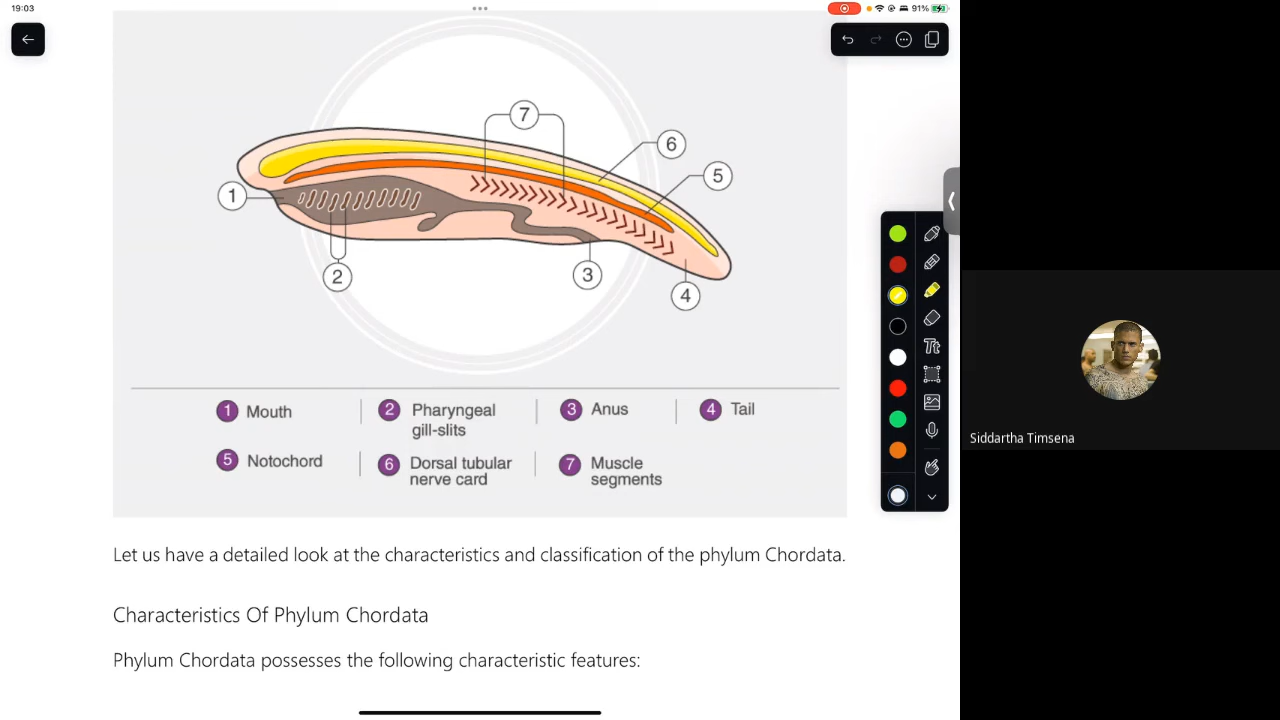 19:03
91%
7
6
5
1
2
3
4
1 Mouth
2 Pharyngeal
gill-slits
3 Anus
4 Tail
5 Notochord
6 Dorsal tubular
nerve card
7 Muscle
segments
Tt
Siddartha Timsena
Let us have a detailed look at the characteristics and classification of the phylum Chordata.
Characteristics Of Phylum Chordata
Phylum Chordata possesses the following characteristic features: